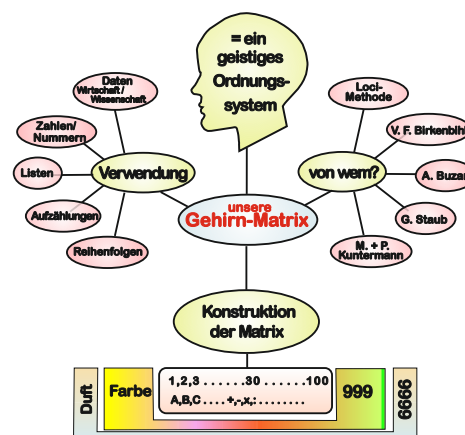 = ein
geistiges
Ordnungs-
system
Daten
Wirtschaft /
Wissenschaft
Zahlen/
Nummern
Listen
Aufzählungen
Reihenfolgen
Verwendung
unsere
Gehirn-Matrix
von wem?
Loci-
Methode
V. F. Birkenbihl
A. Buzan
G. Staub
M. + P.
Kuntermann
Konstruktion
der Matrix
Duft
Farbe
1,2,3 . . . . . . . .30 . . . . . . .100
A,B,C . . . . +,-,x,: . . . . . . . . .
999
6666